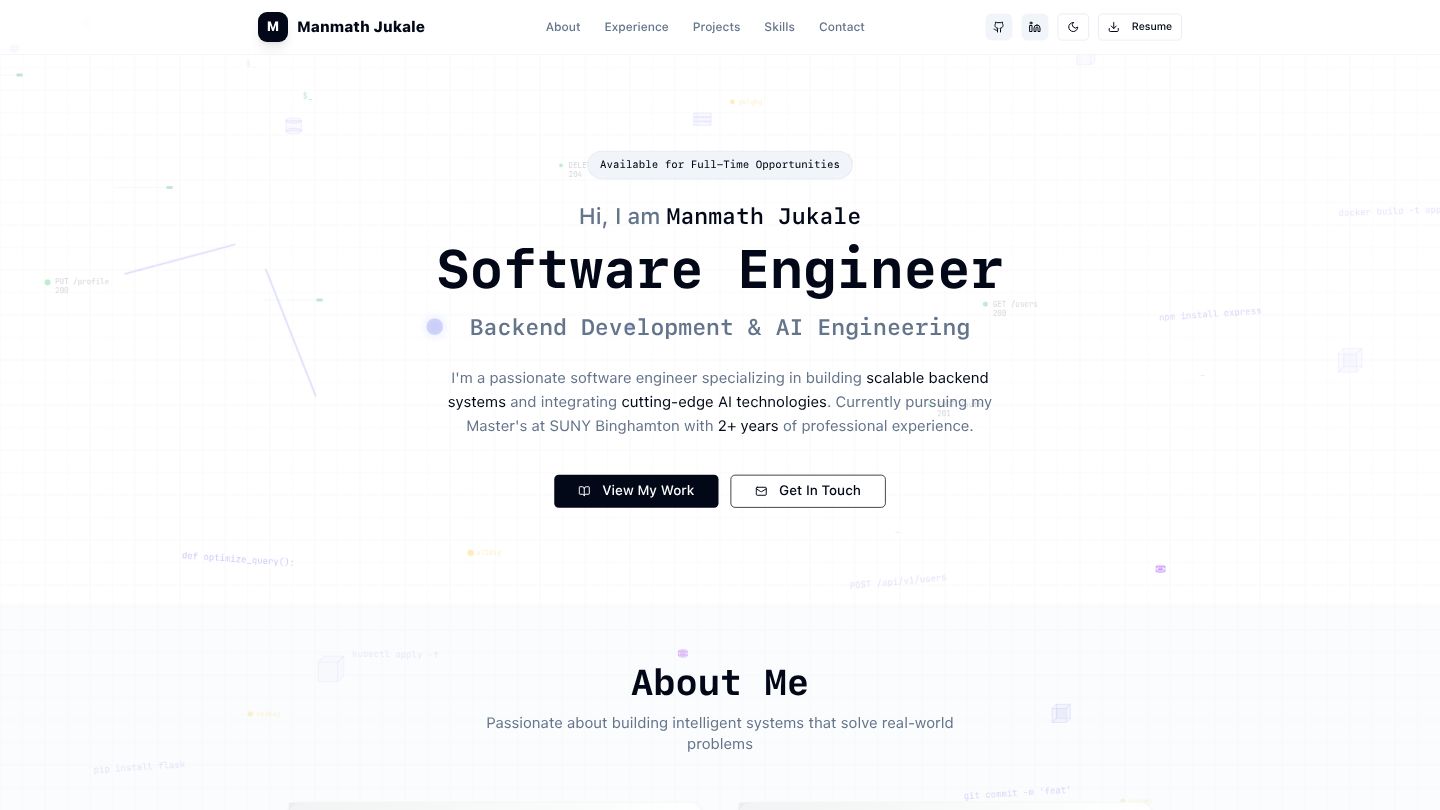 M Manmath Jukale
About Experience Projects Skills Contact
Resume
$_
DELE
204
Available for Full-Time Opportunities
docker build -t app
Hi, I am Manmath Jukale
Software Engineer
PUT /profile
200
GET /users
200
npm install express
Backend Development & AI Engineering
I'm a passionate software engineer specializing in building scalable backend
systems and integrating cutting-edge AI technologies. Currently pursuing my
201
Master's at SUNY Binghamton with 2+ years of professional experience.
View My Work
Get In Touch
def optimize_query():
POST /api/v1/users
kubectl apply -f
About Me
Passionate about building intelligent systems that solve real-world
problems
pip install flask
git commit -m 'feat'